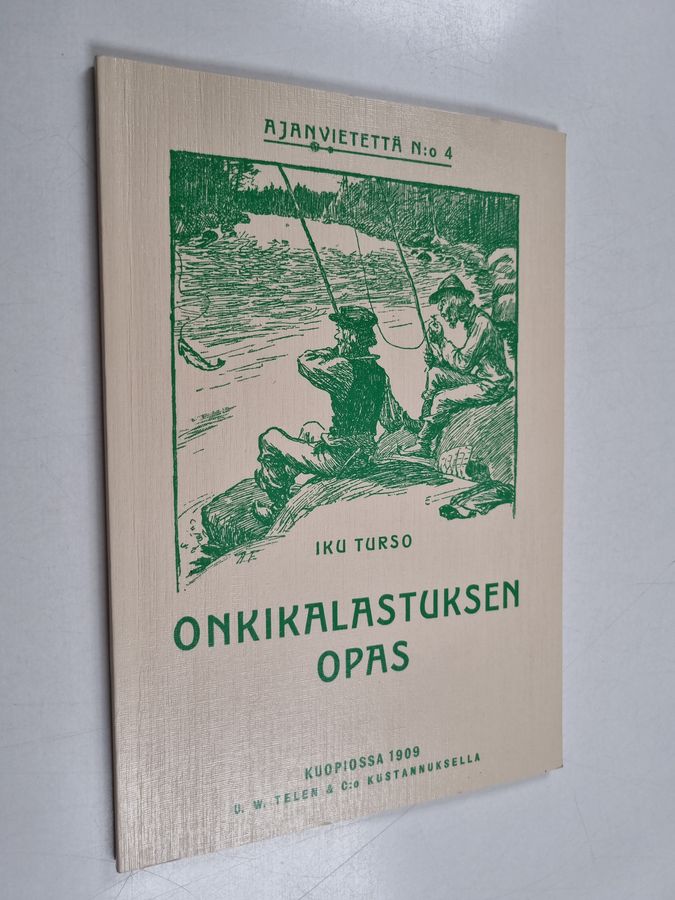 AJANVIETETTÄ N:o 4
IKU TURSO
ONKIKALASTUKSEN
OPAS
KUOPIOSSA 1909
U. W. TELEN & C:o KUSTANNUKSELLA